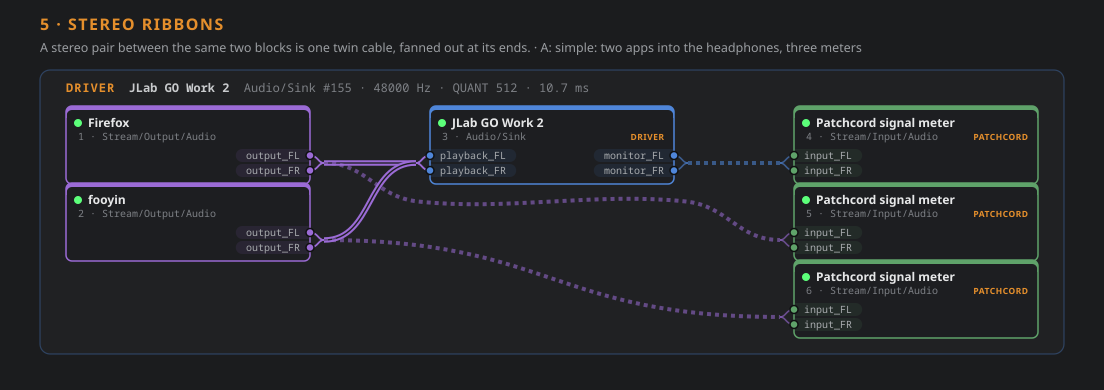 5 · STEREO RIBBONS
A stereo pair between the same two blocks is one twin cable, fanned out at its ends. · A: simple: two apps into the headphones, three meters
DRIVER JLab GO Work 2 Audio/Sink #155 · 48000 Hz · QUANT 512 · 10.7 ms
Firefox
1 · Stream/Output/Audio
output_FL
output_FR
fooyin
2 · Stream/Output/Audio
output_FL
output_FR
JLab GO Work 2
3 · Audio/Sink DRIVER
playback_FL monitor_FL
playback_FR monitor_FR
Patchcord signal meter
4 · Stream/Input/Audio PATCHCORD
input_FL
input_FR
Patchcord signal meter
5 · Stream/Input/Audio PATCHCORD
input_FL
input_FR
Patchcord signal meter
6 · Stream/Input/Audio PATCHCORD
input_FL
input_FR